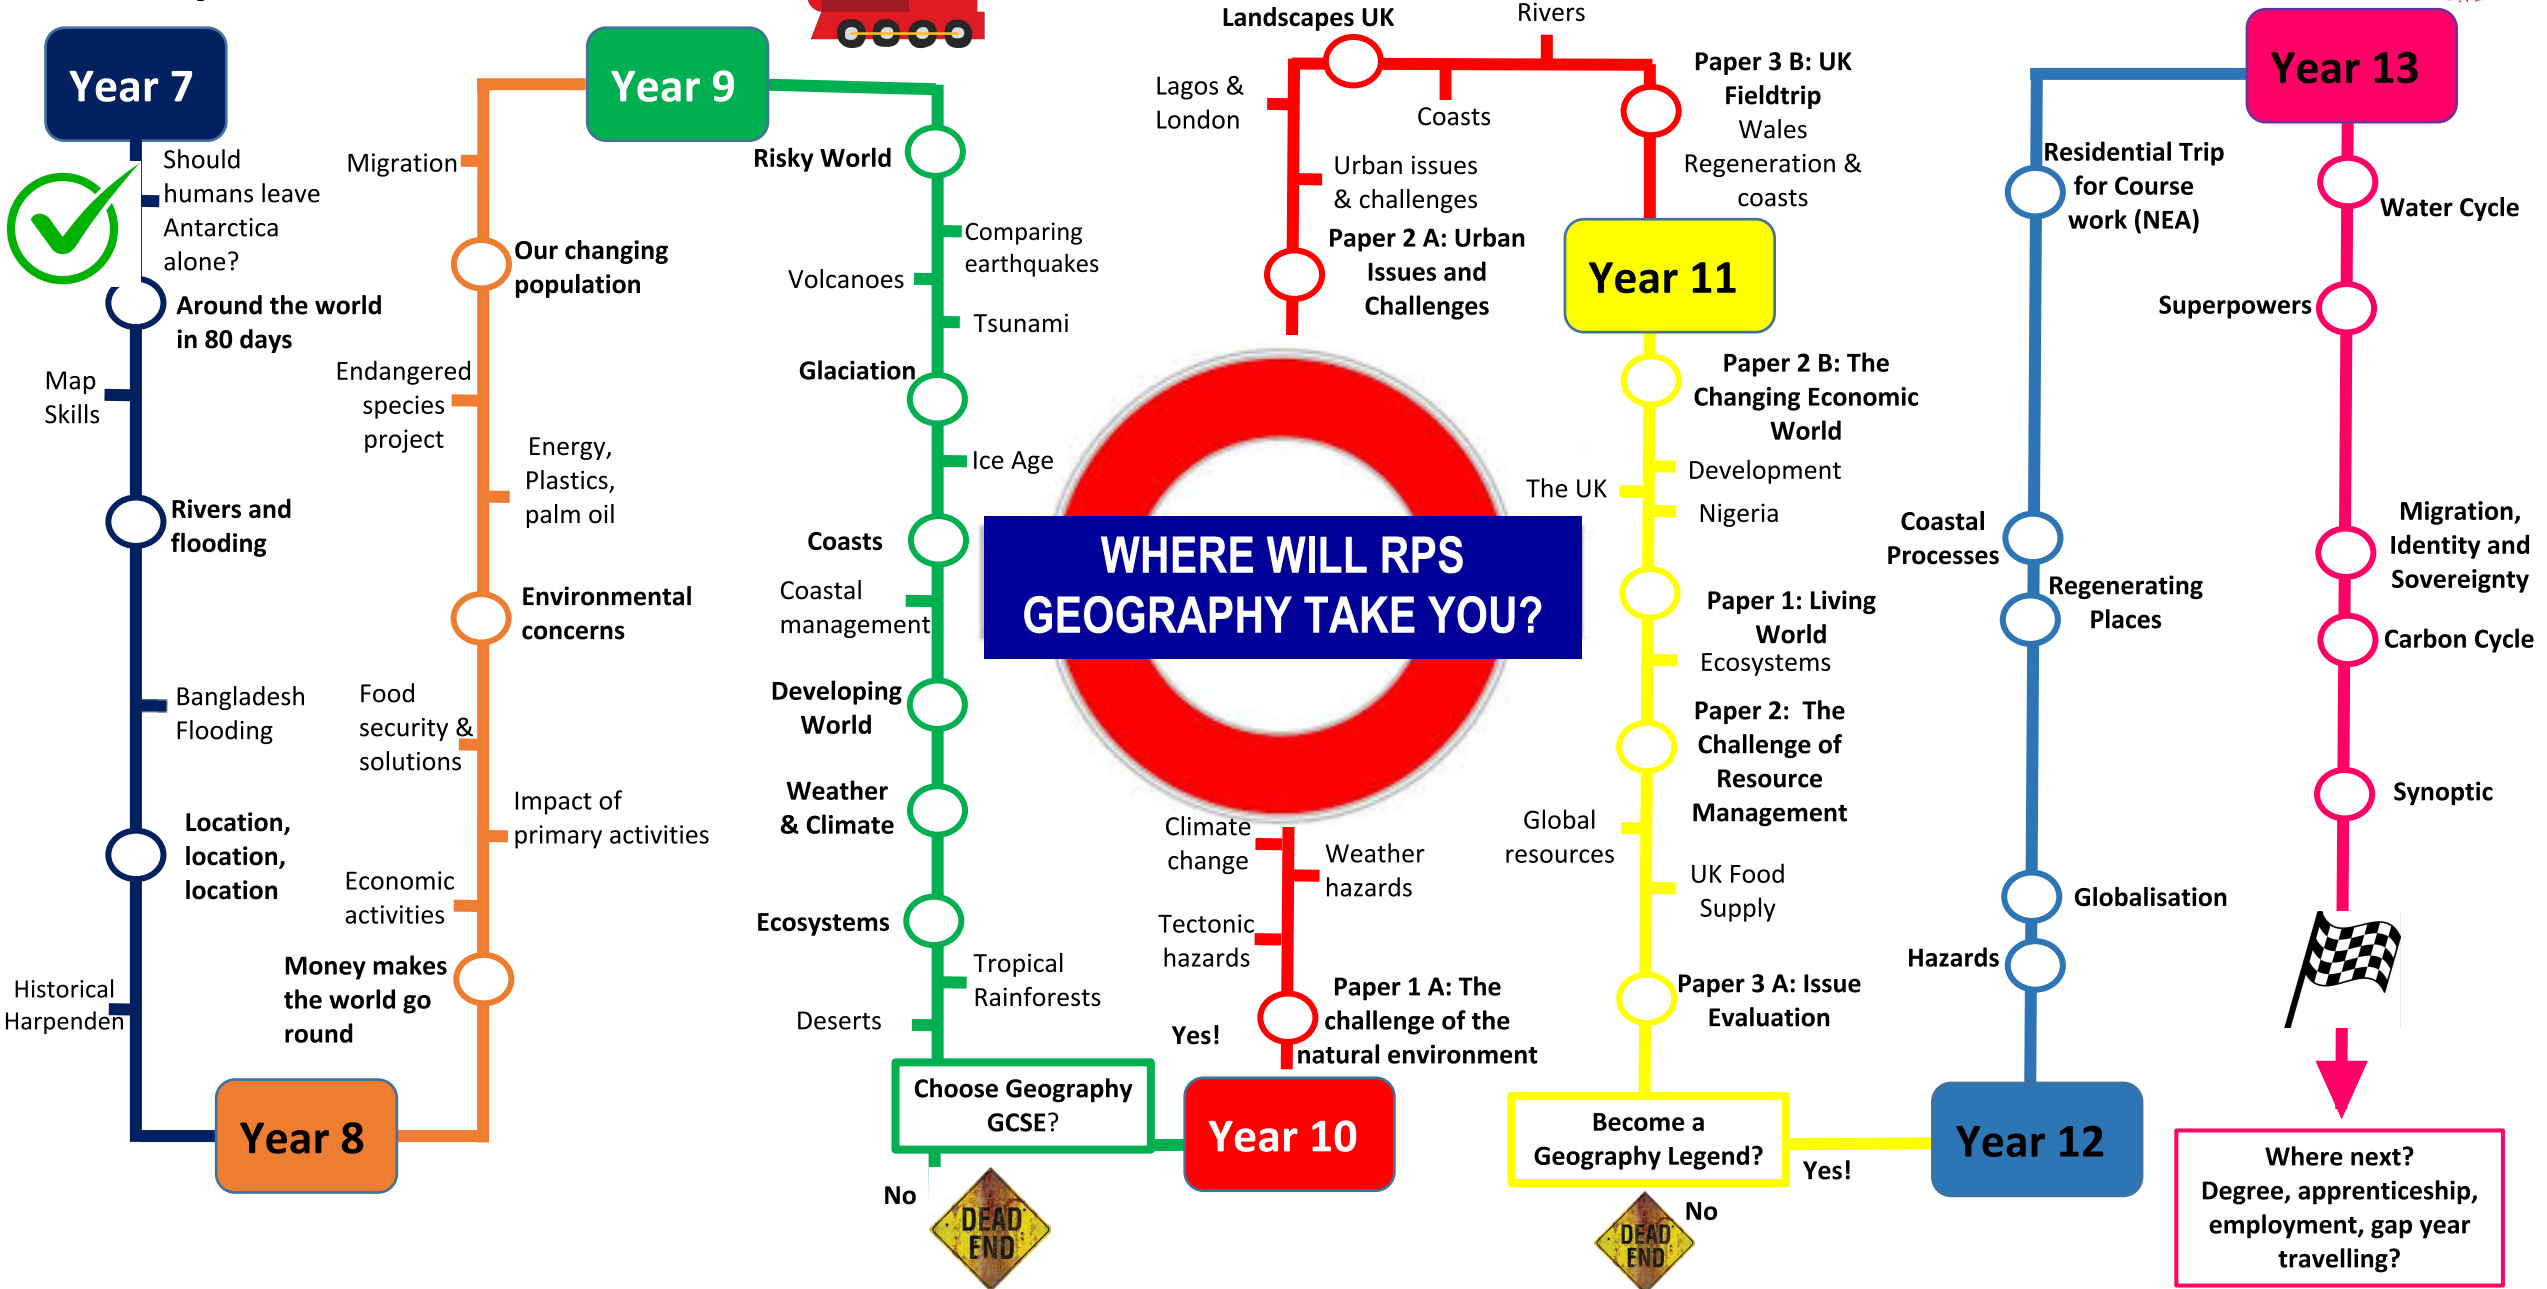 Year 7
Should
humans leave
Antarctica
alone?
Around the world
in 80 days
Map
Skills
Rivers and
flooding
Bangladesh
Flooding
Location,
location,
location
Historical
Harpenden
Year 8
Money makes
the world go
round
Economic
activities
Impact of
primary activities
Food
security &
solutions
Environmental
concerns
Energy,
Plastics,
palm oil
Endangered
species
project
Our changing
population
Migration
Year 9
Risky World
Comparing
earthquakes
Volcanoes
Tsunami
Glaciation
Ice Age
Coasts
Coastal
management
Developing
World
Weather
& Climate
Ecosystems
Tropical
Rainforests
Deserts
Choose Geography
GCSE?
No
DEAD
END
Yes!
Year 10
Paper 1 A: The
challenge of the
natural environment
Tectonic
hazards
Weather
hazards
Climate
change
WHERE WILL RPS
GEOGRAPHY TAKE YOU?
Paper 2 A: Urban
Issues and
Challenges
Urban issues
& challenges
Lagos &
London
Landscapes UK
Coasts
Rivers
Paper 3 B: UK
Fieldtrip
Wales
Regeneration &
coasts
Year 11
Paper 2 B: The
Changing Economic
World
Development
The UK
Nigeria
Paper 1: Living
World
Ecosystems
Paper 2: The
Challenge of
Resource
Management
Global
resources
UK Food
Supply
Paper 3 A: Issue
Evaluation
Become a
Geography Legend?
No
DEAD
END
Yes!
Year 12
Hazards
Globalisation
Regenerating
Places
Coastal
Processes
Residential Trip
for Course
work (NEA)
Year 13
Water Cycle
Superpowers
Migration,
Identity and
Sovereignty
Carbon Cycle
Synoptic
Where next?
Degree, apprenticeship,
employment, gap year
travelling?